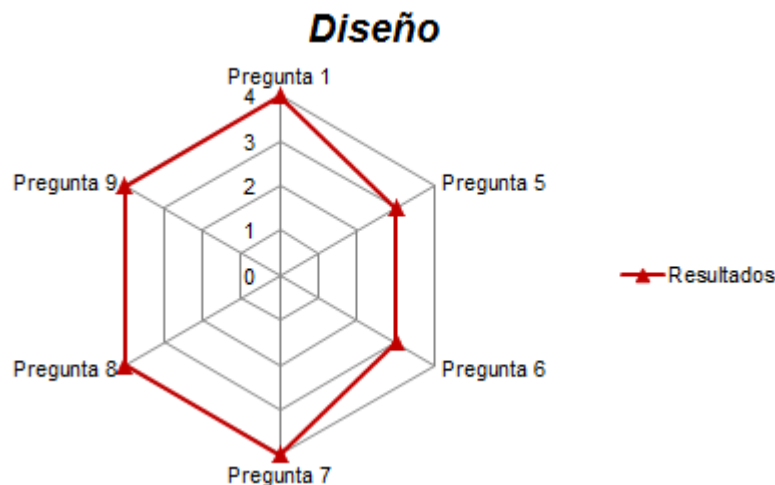 Diseño
Pregunta 1
4
3
2
1
0
Pregunta 9
Pregunta 5
Pregunta 8
Pregunta 6
Pregunta 7
Resultados